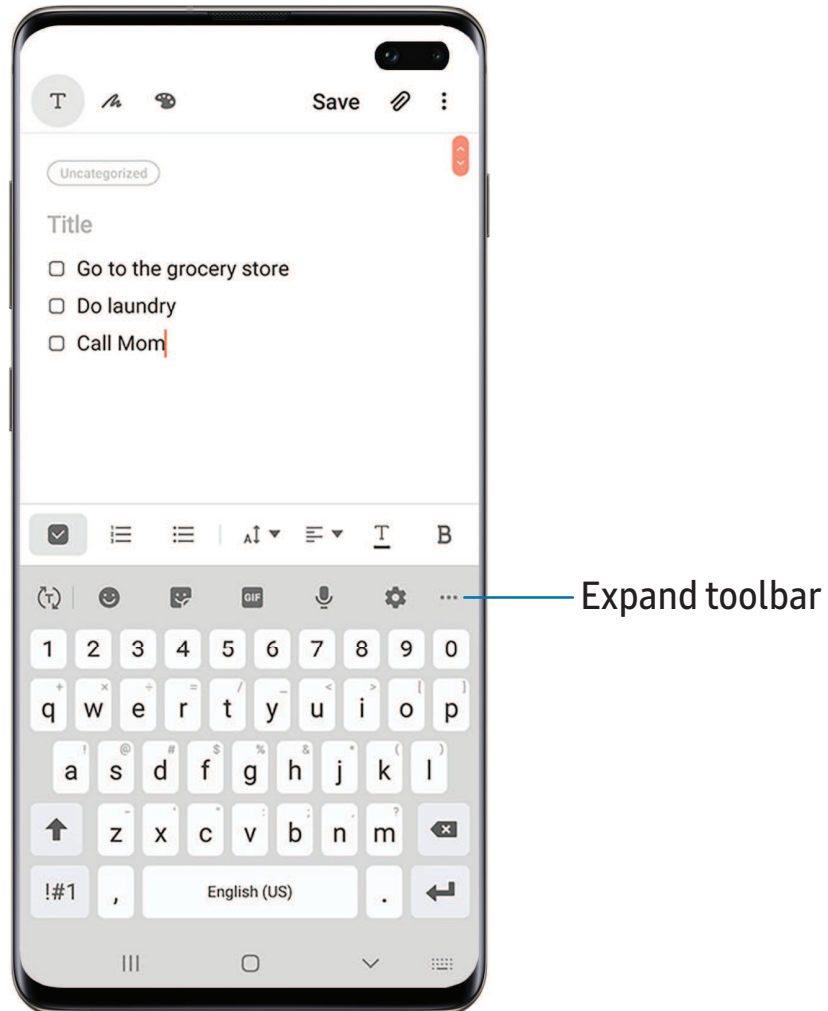 T Save
Uncategorized
Title
Go to the grocery store
Do laundry
Call Mom
A T B
T GIF
Expand toolbar
1 2 3 4 5 6 7 8 9 0
+ × ÷ = / _ < > [ ]
q w e r t y u i o p
! @ # $ % & * ( )
a s d f g h j k l
- ' " : ; , ?
z x c v b n m
!#1 , English (US) .